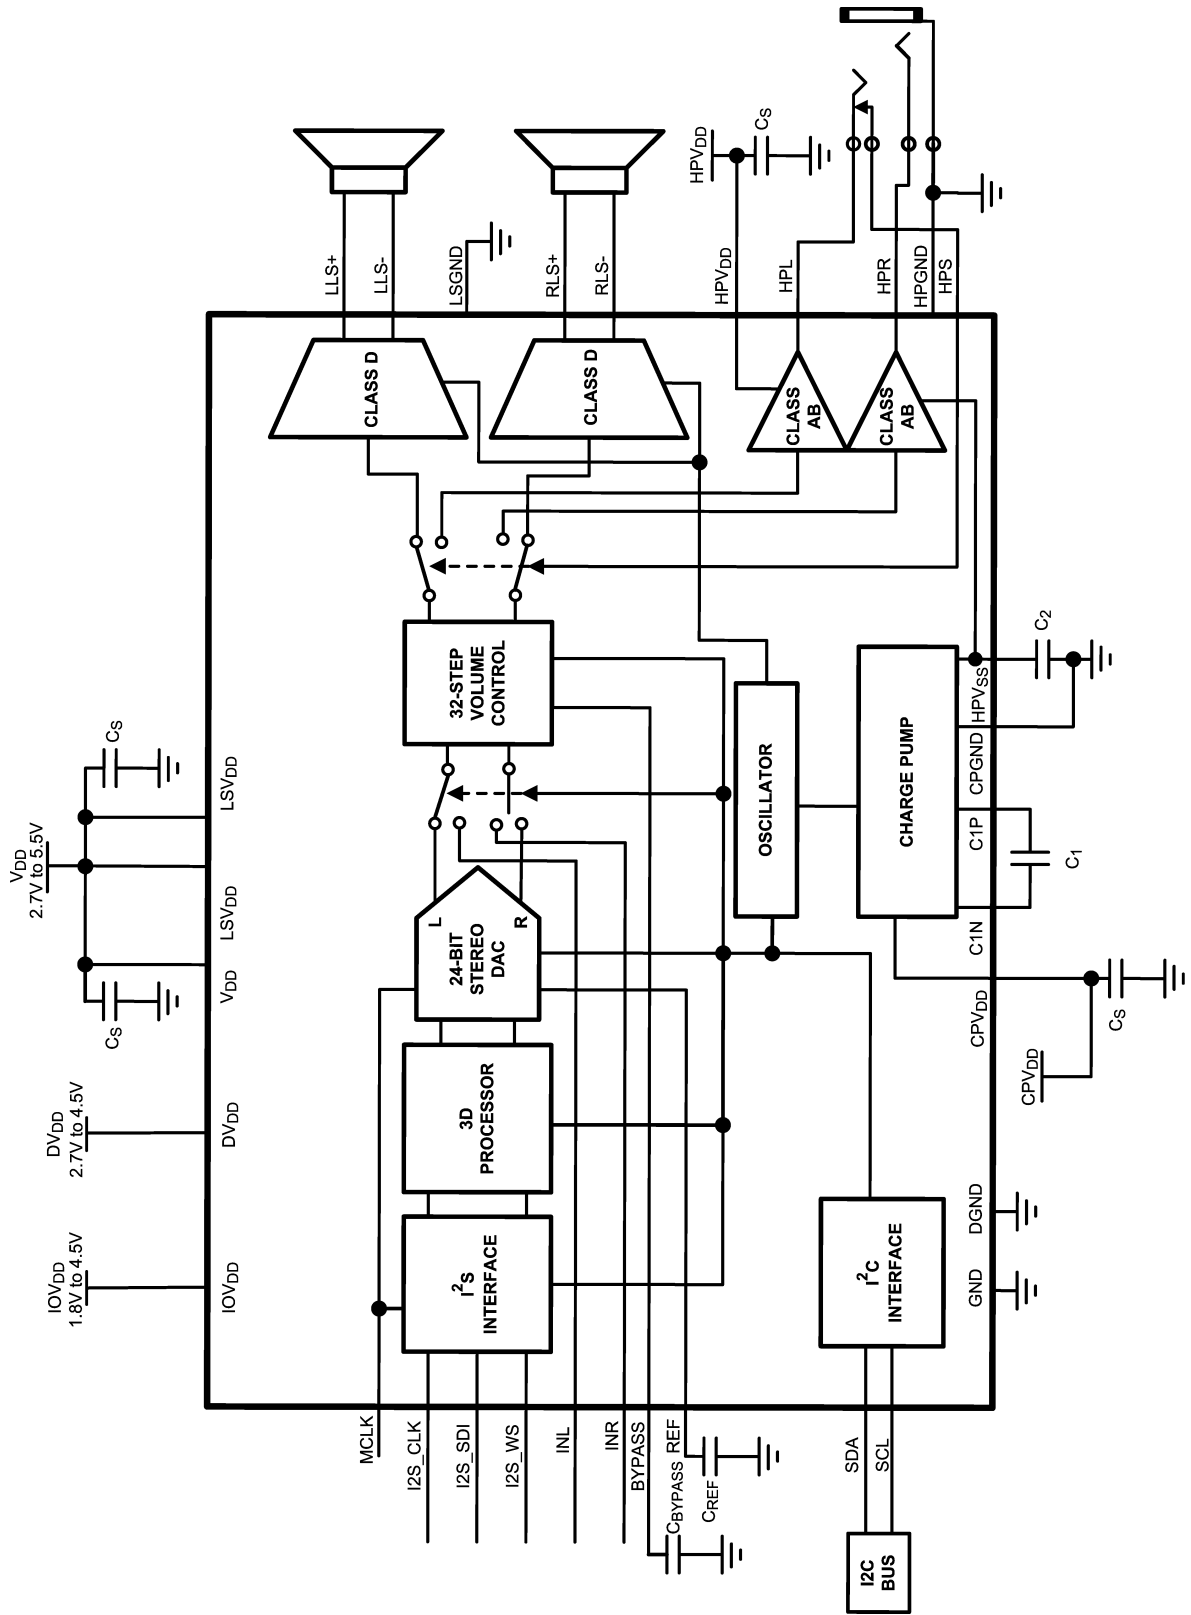 VDD
2.7V to 5.5V
DVDD
2.7V to 4.5V
IOVDD
1.8V to 4.5V
CS
CS
IOVDD
DVDD
VDD
LSVDD
LSVDD
MCLK
I2S_CLK
I2S_SDI
I2S_WS
INL
INR
BYPASS
REF
CBYPASS
CREF
I2S
INTERFACE
3D
PROCESSOR
24-BIT
STEREO
DAC
L
R
32-STEP
VOLUME
CONTROL
CLASS D
CLASS D
LLS+
LLS-
LSGND
RLS+
RLS-
HPVDD
CS
HPVDD
HPL
HPR
HPGND
HPS
CLASS
AB
CLASS
AB
OSCILLATOR
CHARGE PUMP
I2C
INTERFACE
SDA
SCL
I2C
BUS
GND
DGND
CPVDD
CPVDD
CS
C1N
C1P
C1
CPGND
HPVSS
C2